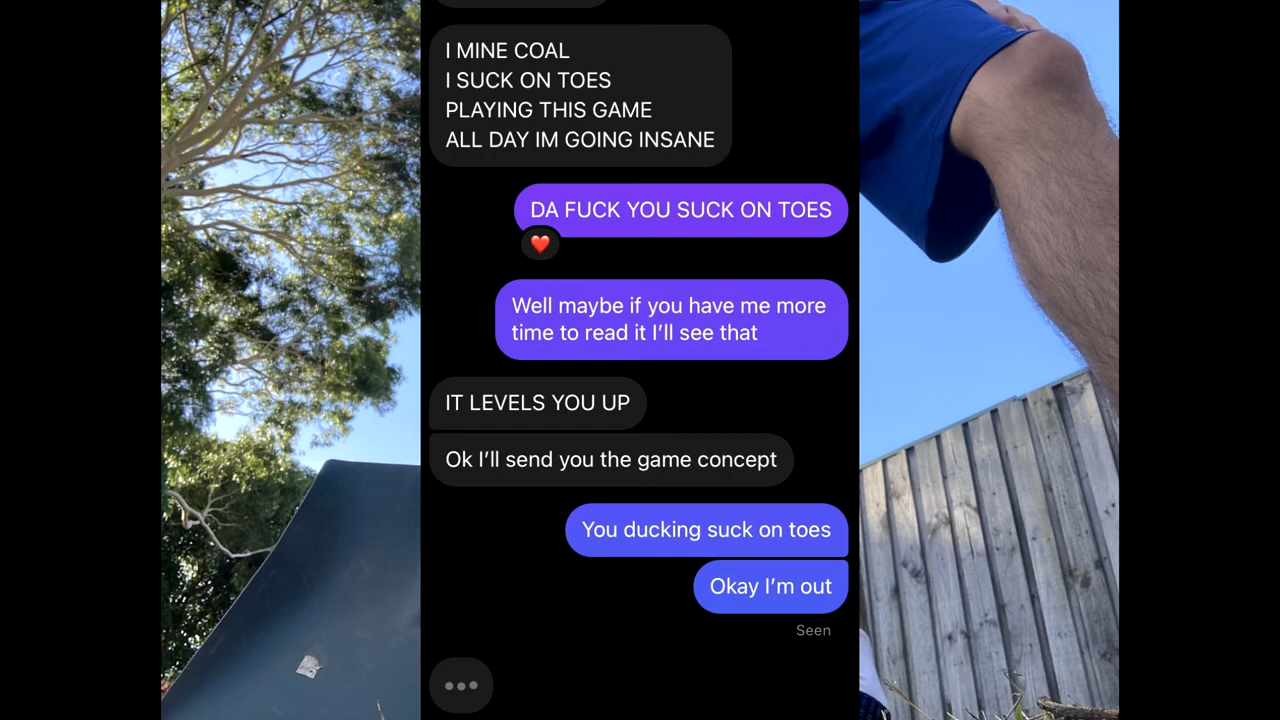 I MINE COAL
I SUCK ON TOES
PLAYING THIS GAME
ALL DAY IM GOING INSANE
DA FUCK YOU SUCK ON TOES
Well maybe if you have me more
time to read it I’ll see that
IT LEVELS YOU UP
Ok I’ll send you the game concept
You ducking suck on toes
Okay I’m out
Seen